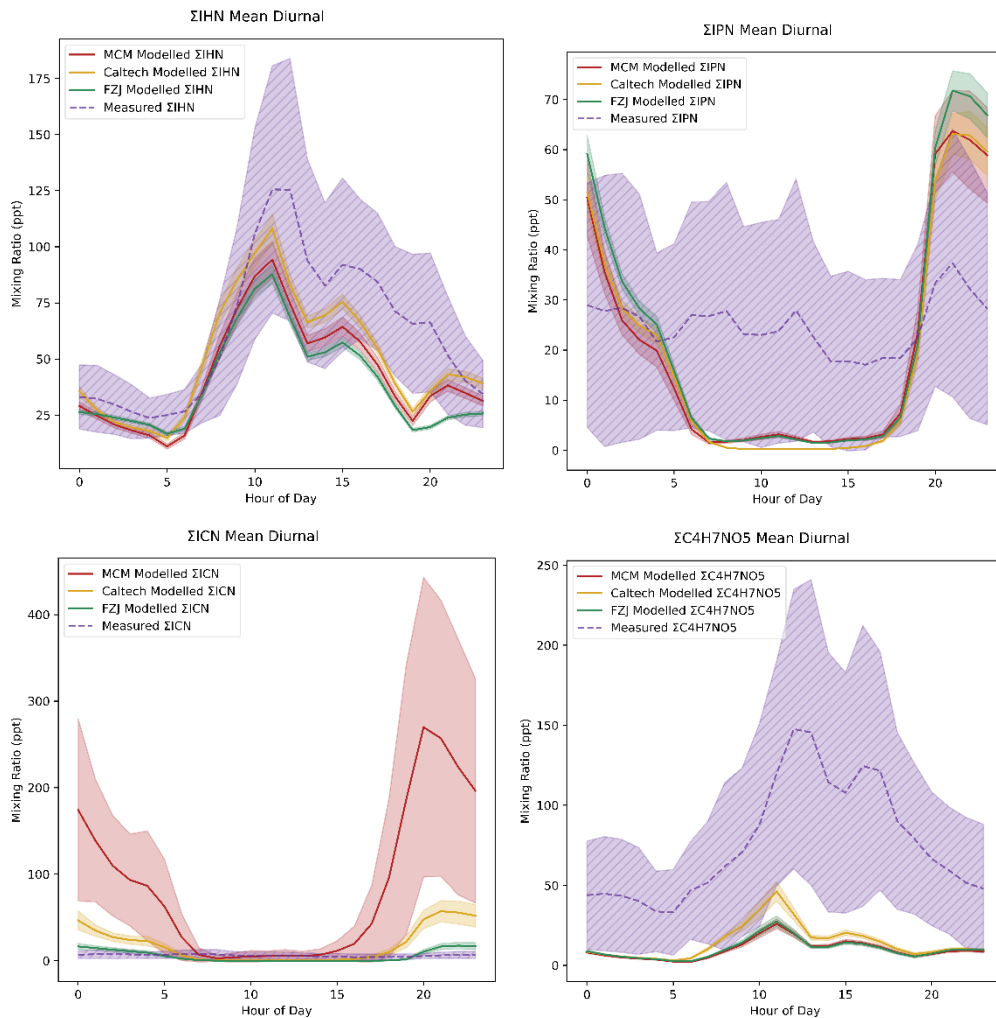 ΣIHN Mean Diurnal
MCM Modelled ΣIHN
Caltech Modelled ΣIHN
FZJ Modelled ΣIHN
Measured ΣIHN
Mixing Ratio (ppt)
175
150
125
100
75
50
25
0 5 10 15 20
Hour of Day
ΣIPN Mean Diurnal
MCM Modelled ΣIPN
Caltech Modelled ΣIPN
FZJ Modelled ΣIPN
Measured ΣIPN
Mixing Ratio (ppt)
70
60
50
40
30
20
10
0
0 5 10 15 20
Hour of Day
ΣICN Mean Diurnal
MCM Modelled ΣICN
Caltech Modelled ΣICN
FZJ Modelled ΣICN
Measured ΣICN
Mixing Ratio (ppt)
400
300
200
100
0
0 5 10 15 20
Hour of Day
ΣC4H7NO5 Mean Diurnal
MCM Modelled ΣC4H7NO5
Caltech Modelled ΣC4H7NO5
FZJ Modelled ΣC4H7NO5
Measured ΣC4H7NO5
Mixing Ratio (ppt)
250
200
150
100
50
0
0 5 10 15 20
Hour of Day